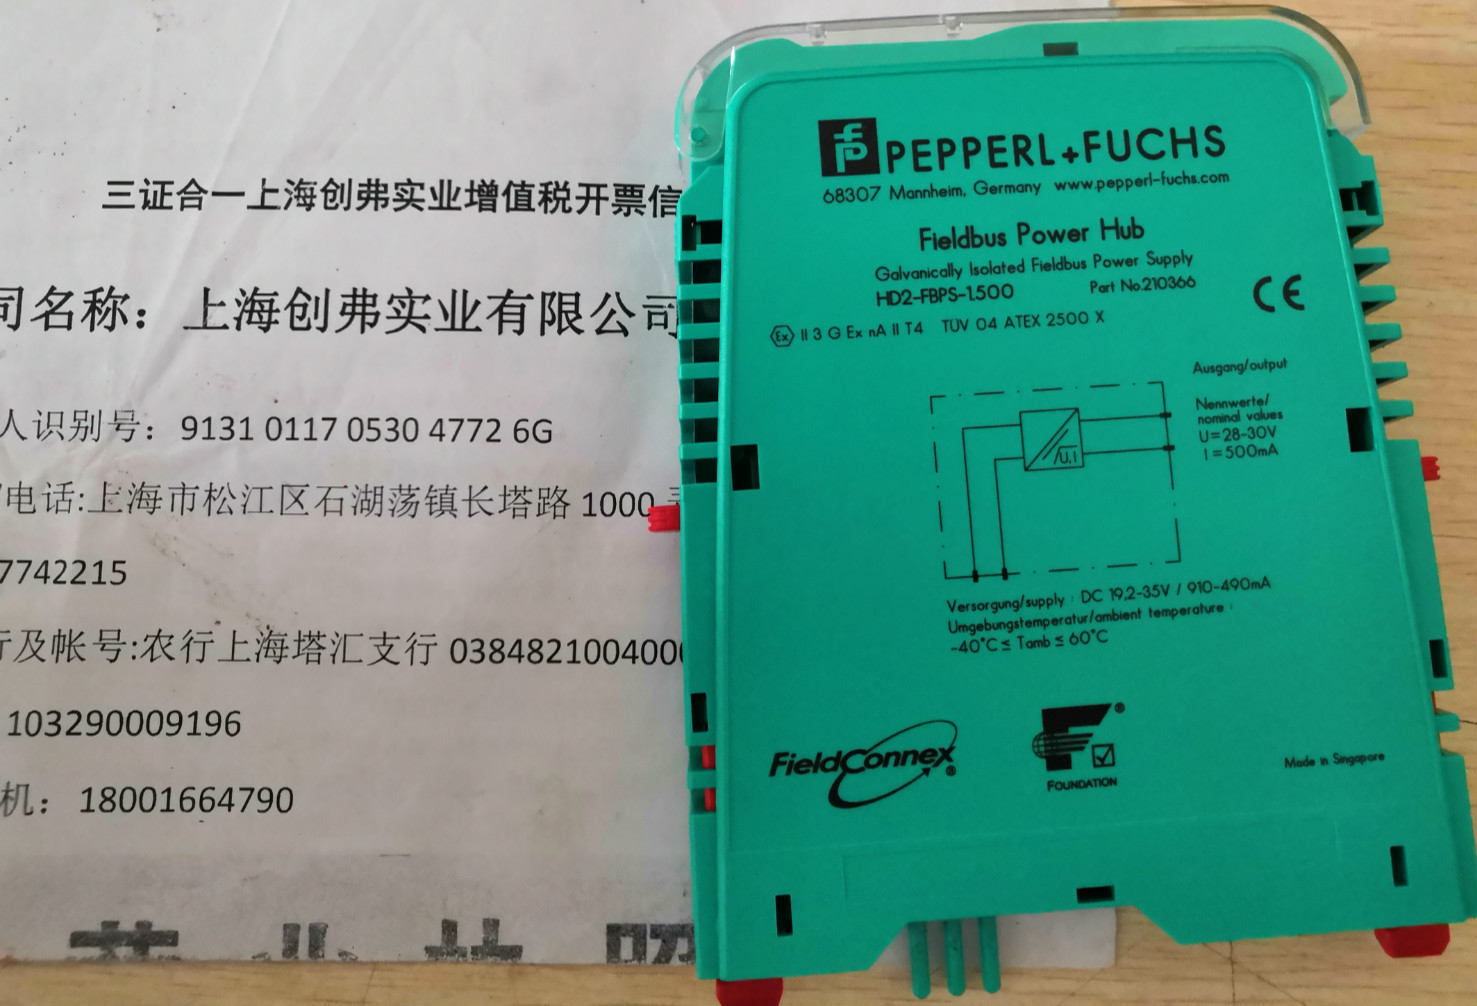 三证合一上海创弗实业增值税开票信
司名称：上海创弗实业有限公司
人识别号：9131 0117 0530 4772 6G
电话:上海市松江区石湖荡镇长塔路 1000
7742215
行及帐号:农行上海塔汇支行 0384821004000
103290009196
机：18001664790
PEPPERL+FUCHS
68307 Mannheim, Germany www.pepperl-fuchs.com
Fieldbus Power Hub
Galvanically Isolated Fieldbus Power Supply
HD2-FBPS-1.500 Part No.210366
CE
Ex II 3 G Ex nA II T4 TÜV 04 ATEX 2500 X
Ausgang/output
Nennwerte/
nominal values
U=28-30V
I=500mA
/U,I
Versorgung/supply : DC 19,2-35V / 910-490mA
Umgebungstemperatur/ambient temperature :
-40°C ≤ Tamb ≤ 60°C
FieldConnex®
FOUNDATION
Made in Singapore